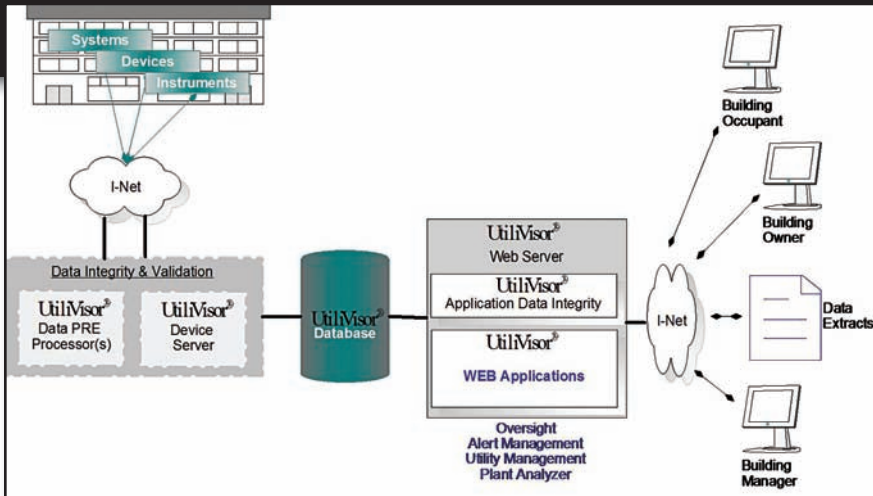 Systems
Devices
Instruments
I-Net
Data Integrity & Validation
UtiliVisor®
Data PRE
Processor(s)
UtiliVisor®
Device
Server
UtiliVisor®
Database
UtiliVisor®
Web Server
UtiliVisor®
Application Data Integrity
UtiliVisor®
WEB Applications
Oversight
Alert Management
Utility Management
Plant Analyzer
I-Net
Building
Occupant
Building
Owner
Data
Extracts
Building
Manager